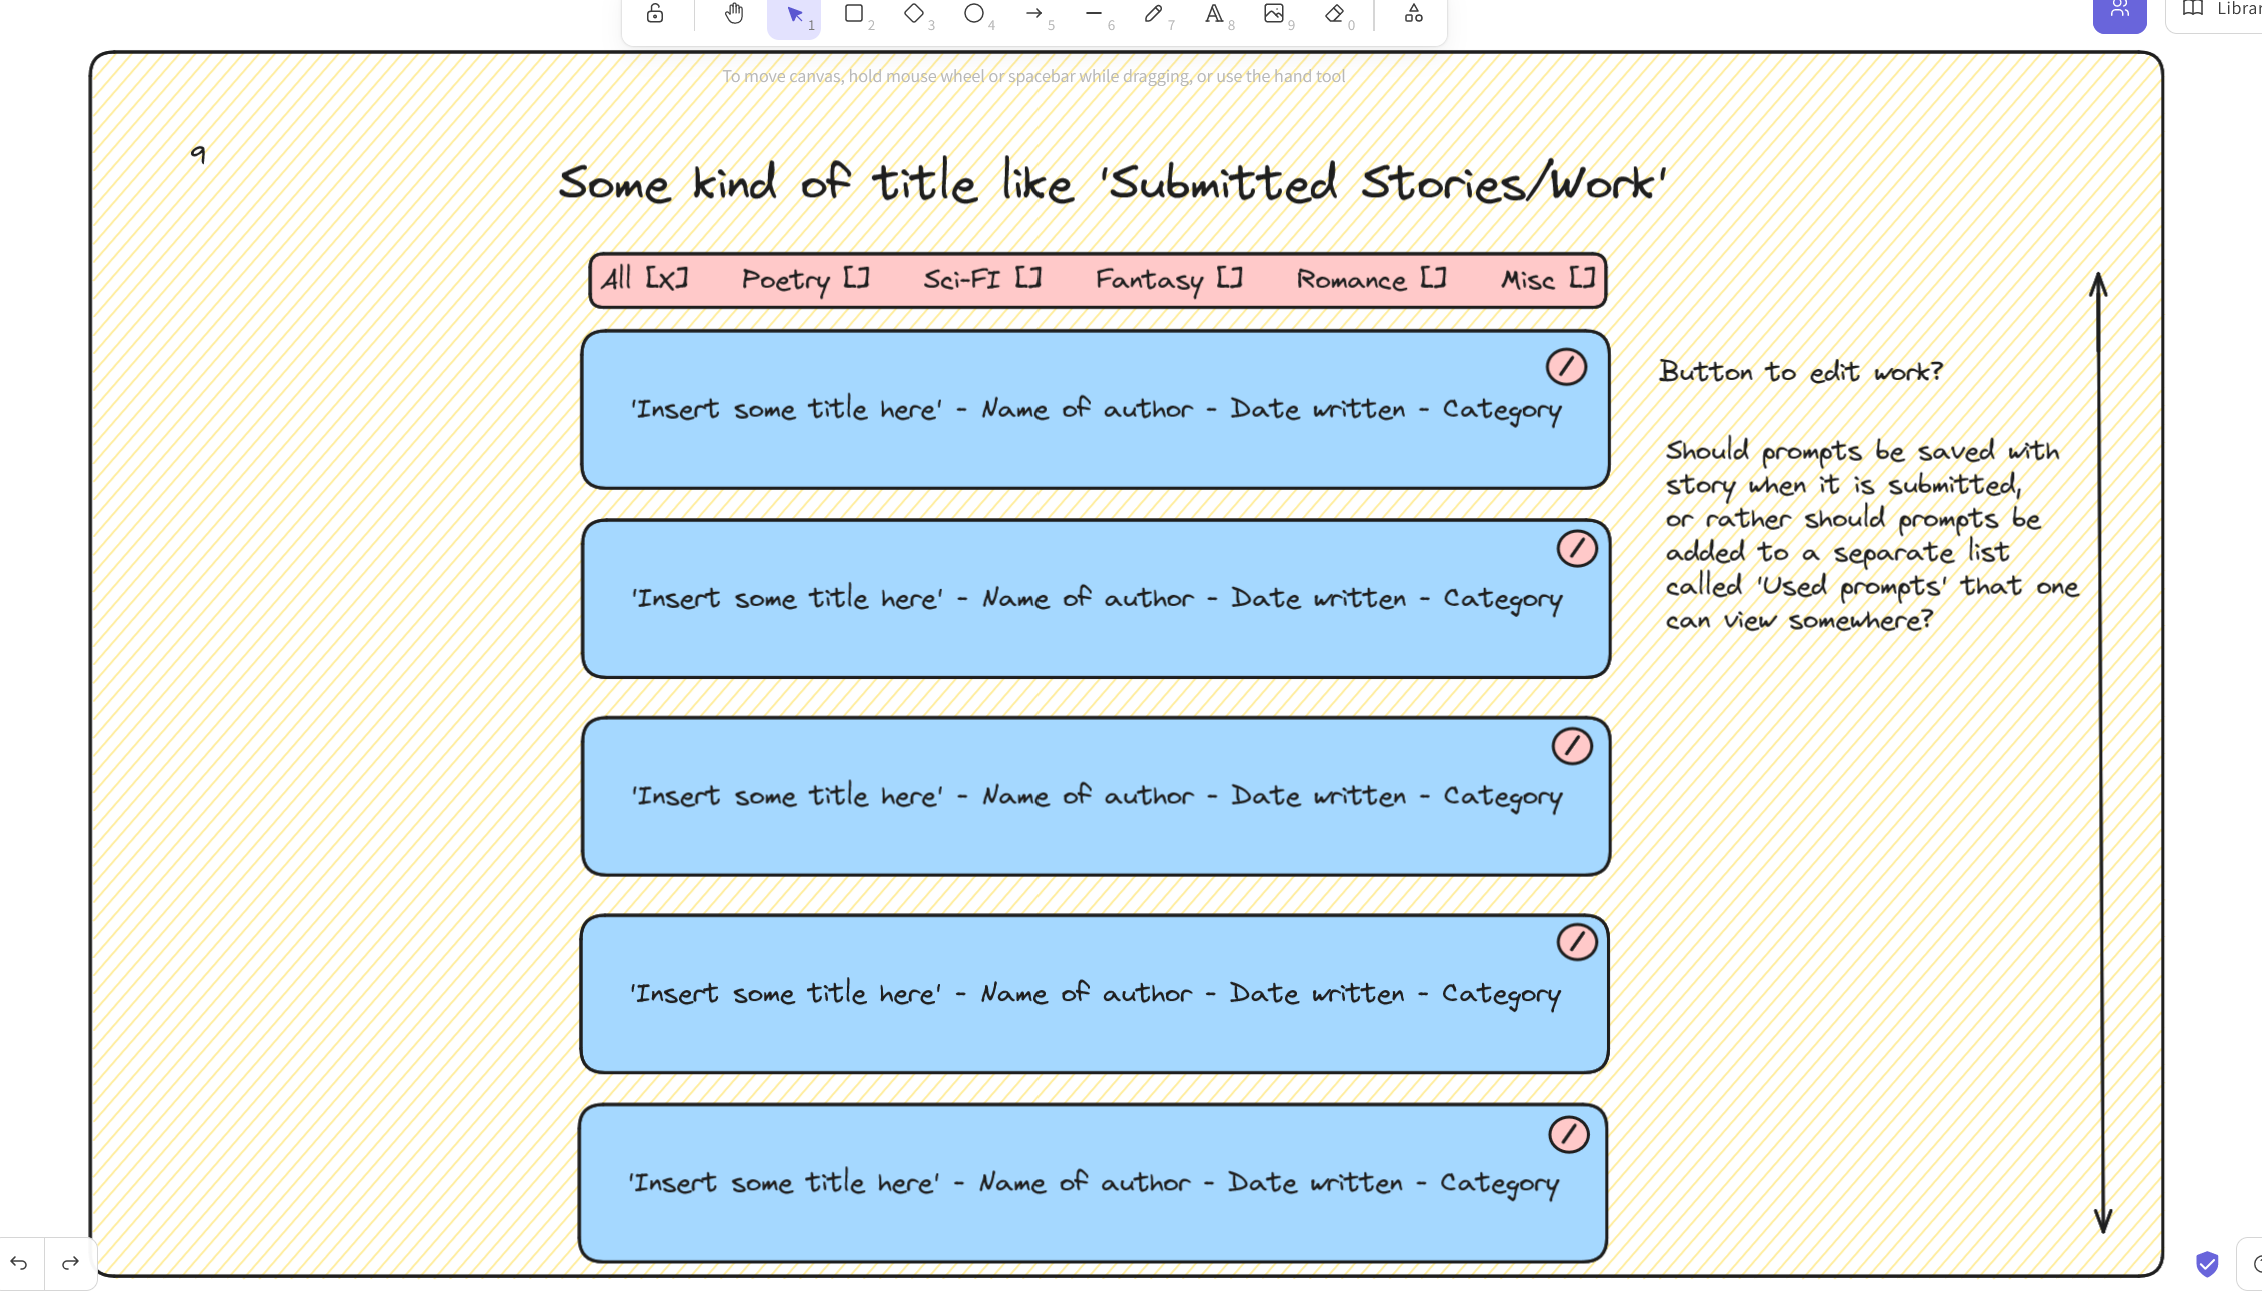 1
2
3
4
5
6
7
8
9
0
To move canvas, hold mouse wheel or spacebar while dragging, or use the hand tool
9
Some kind of title like 'Submitted Stories/Work'
All [x] Poetry [] Sci-FI [] Fantasy [] Romance [] Misc []
'Insert some title here' - Name of author - Date written - Category
Button to edit work?
Should prompts be saved with
story when it is submitted,
or rather should prompts be
added to a separate list
called 'Used prompts' that one
can view somewhere?
'Insert some title here' - Name of author - Date written - Category
'Insert some title here' - Name of author - Date written - Category
'Insert some title here' - Name of author - Date written - Category
'Insert some title here' - Name of author - Date written - Category